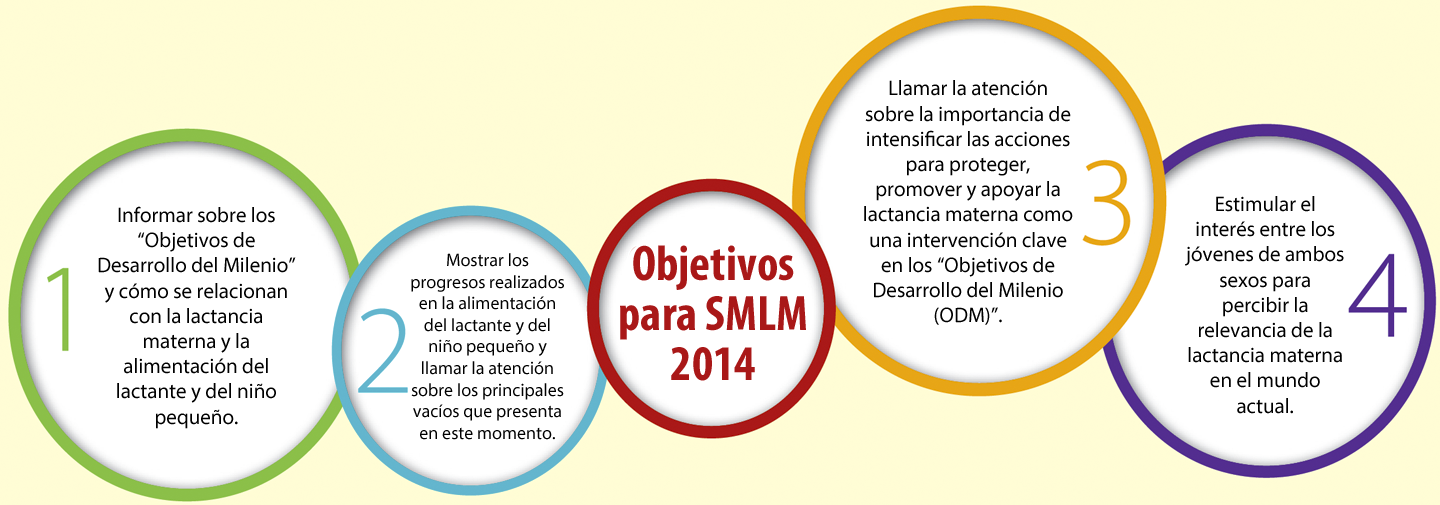 1
Informar sobre los
“Objetivos de
Desarrollo del Milenio”
y cómo se relacionan
con la lactancia
materna y la
alimentación del
lactante y del niño
pequeño.
2
Mostrar los
progresos realizados
en la alimentación
del lactante y del
niño pequeño y
llamar la atención
sobre los principales
vacíos que presenta
en este momento.
Objetivos
para SMLM
2014
Llamar la atención
sobre la importancia de
intensificar las acciones
para proteger,
promover y apoyar la
lactancia materna como
una intervención clave
en los “Objetivos de
Desarrollo del Milenio
(ODM)”.
3
Estimular el
interés entre los
jóvenes de ambos
sexos para
percibir la
relevancia de la
lactancia materna
en el mundo
actual.
4